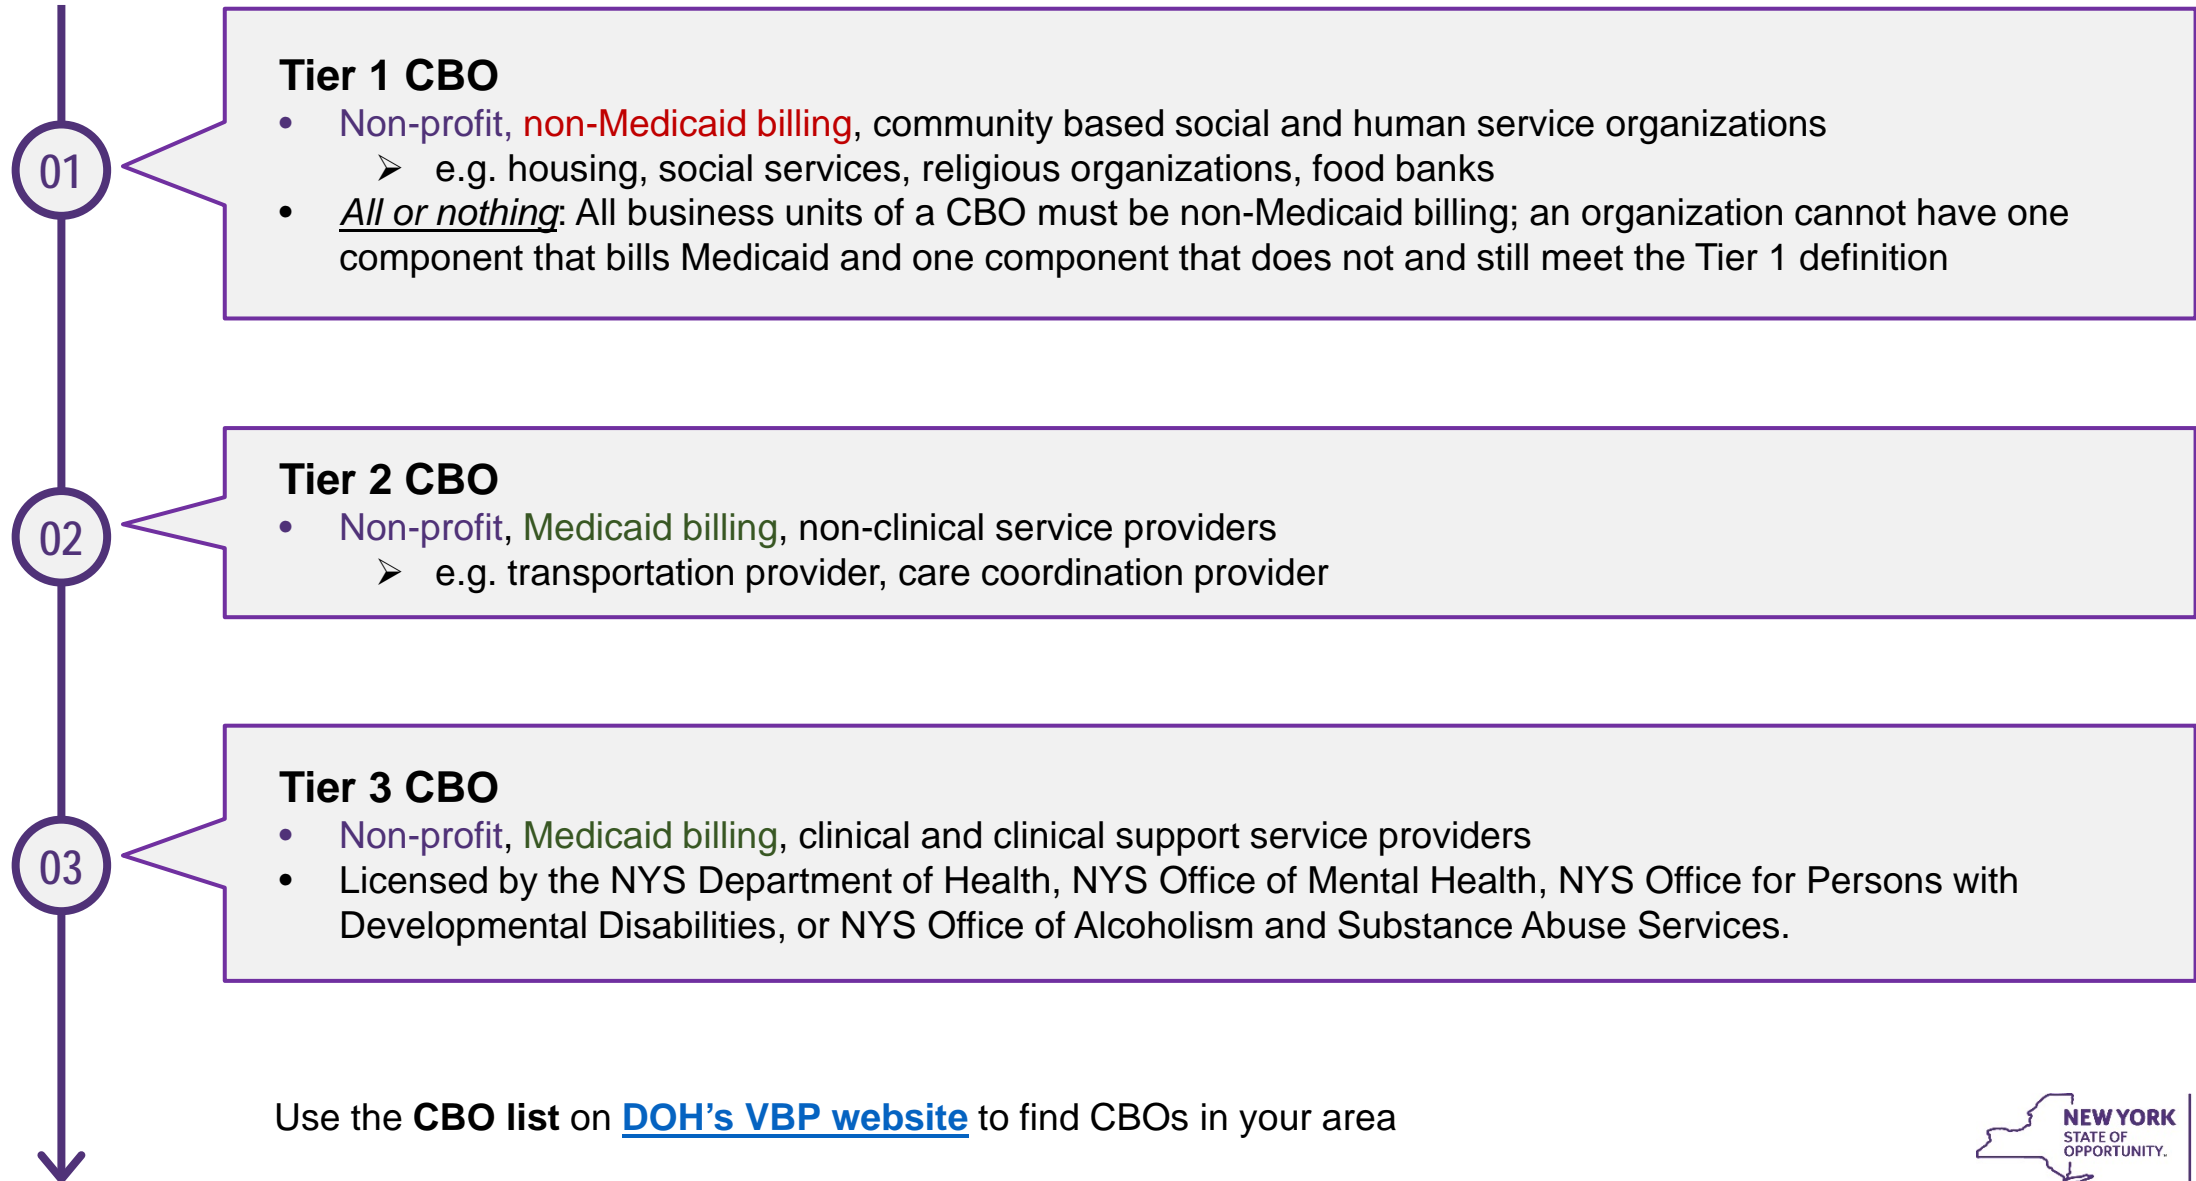 Tier 1 CBO
01
• Non-profit, non-Medicaid billing, community based social and human service organizations
➢ e.g. housing, social services, religious organizations, food banks
• All or nothing: All business units of a CBO must be non-Medicaid billing; an organization cannot have one
component that bills Medicaid and one component that does not and still meet the Tier 1 definition
Tier 2 CBO
02
• Non-profit, Medicaid billing, non-clinical service providers
➢ e.g. transportation provider, care coordination provider
Tier 3 CBO
03
• Non-profit, Medicaid billing, clinical and clinical support service providers
• Licensed by the NYS Department of Health, NYS Office of Mental Health, NYS Office for Persons with
Developmental Disabilities, or NYS Office of Alcoholism and Substance Abuse Services.
Use the CBO list on DOH’s VBP website to find CBOs in your area
NEW YORK
STATE OF
OPPORTUNITY.